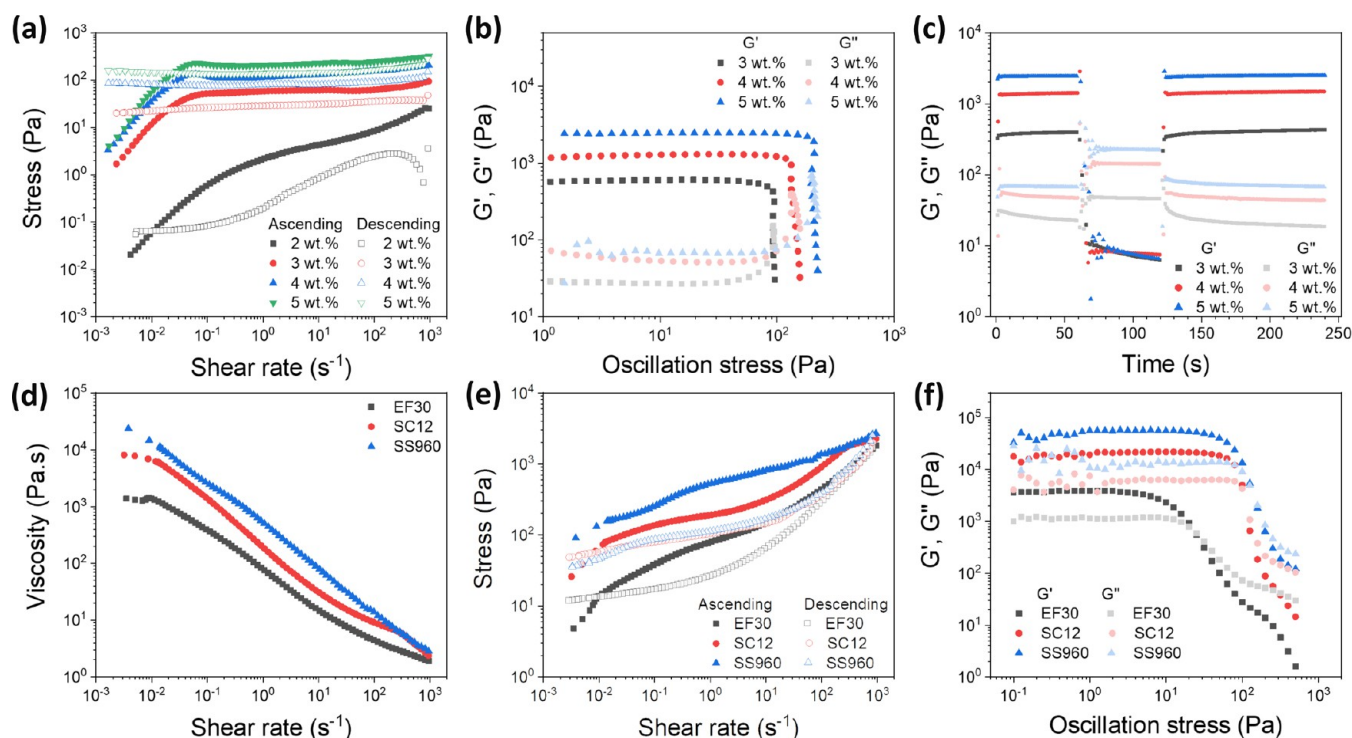 (a)
10³
10²
10¹
10⁰
10⁻¹
10⁻²
10⁻³
Stress (Pa)
Ascending Descending
2 wt.% 2 wt.%
3 wt.% 3 wt.%
4 wt.% 4 wt.%
5 wt.% 5 wt.%
10⁻³ 10⁻² 10⁻¹ 10⁰ 10¹ 10² 10³
Shear rate (s⁻¹)
(b)
10⁴
10³
10²
10¹
G', G" (Pa)
G' G"
3 wt.% 3 wt.%
4 wt.% 4 wt.%
5 wt.% 5 wt.%
10⁰ 10¹ 10² 10³
Oscillation stress (Pa)
(c)
10⁴
10³
10²
10¹
10⁰
G', G" (Pa)
G' G"
3 wt.% 3 wt.%
4 wt.% 4 wt.%
5 wt.% 5 wt.%
0 50 100 150 200 250
Time (s)
(d)
10⁵
10⁴
10³
10²
10¹
10⁰
Viscosity (Pa.s)
EF30
SC12
SS960
10⁻³ 10⁻² 10⁻¹ 10⁰ 10¹ 10² 10³
Shear rate (s⁻¹)
(e)
10⁴
10³
10²
10¹
10⁰
Stress (Pa)
Ascending Descending
EF30 EF30
SC12 SC12
SS960 SS960
10⁻³ 10⁻² 10⁻¹ 10⁰ 10¹ 10² 10³
Shear rate (s⁻¹)
(f)
10⁵
10⁴
10³
10²
10¹
10⁰
G', G" (Pa)
G' G"
EF30 EF30
SC12 SC12
SS960 SS960
10⁻¹ 10⁰ 10¹ 10² 10³
Oscillation stress (Pa)